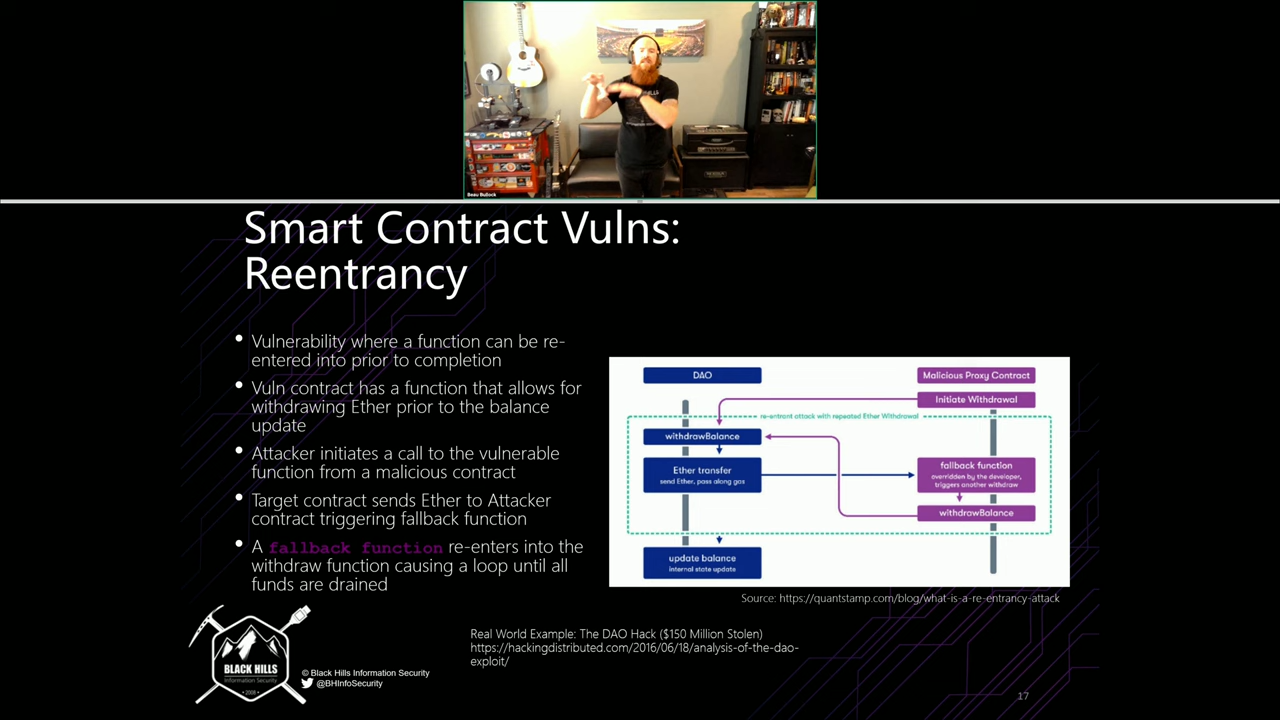 Beau Bullock
Smart Contract Vulns:
Reentrancy
• Vulnerability where a function can be re-
entered into prior to completion
• Vuln contract has a function that allows for
withdrawing Ether prior to the balance
update
• Attacker initiates a call to the vulnerable
function from a malicious contract
• Target contract sends Ether to Attacker
contract triggering fallback function
• A fallback function re-enters into the
withdraw function causing a loop until all
funds are drained
DAO
Malicious Proxy Contract
Initiate Withdrawal
re-entrant attack with repeated Ether Withdrawal
withdrawBalance
Ether transfer
send Ether, pass along gas
fallback function
overridden by the developer,
triggers another withdraw
withdrawBalance
update balance
internal state update
Source: https://quantstamp.com/blog/what-is-a-re-entrancy-attack
Real World Example: The DAO Hack ($150 Million Stolen)
https://hackingdistributed.com/2016/06/18/analysis-of-the-dao-
exploit/
BLACK HILLS
Information Security
• 2008 •
© Black Hills Information Security
@BHInfoSecurity
17